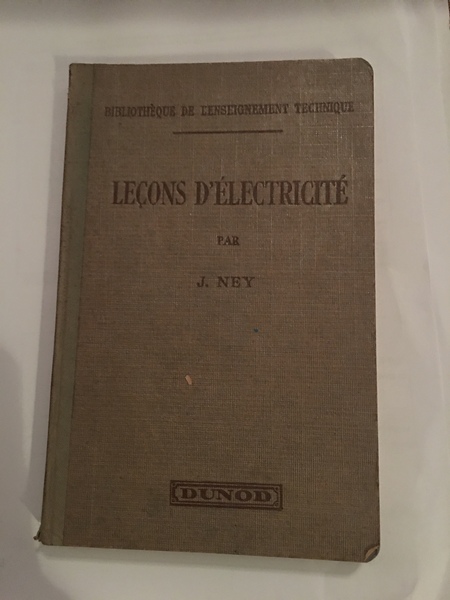 BIBLIOTHÈQUE DE L'ENSEIGNEMENT TECHNIQUE
LEÇONS D'ÉLECTRICITÉ
PAR
J. NEY
DUNOD